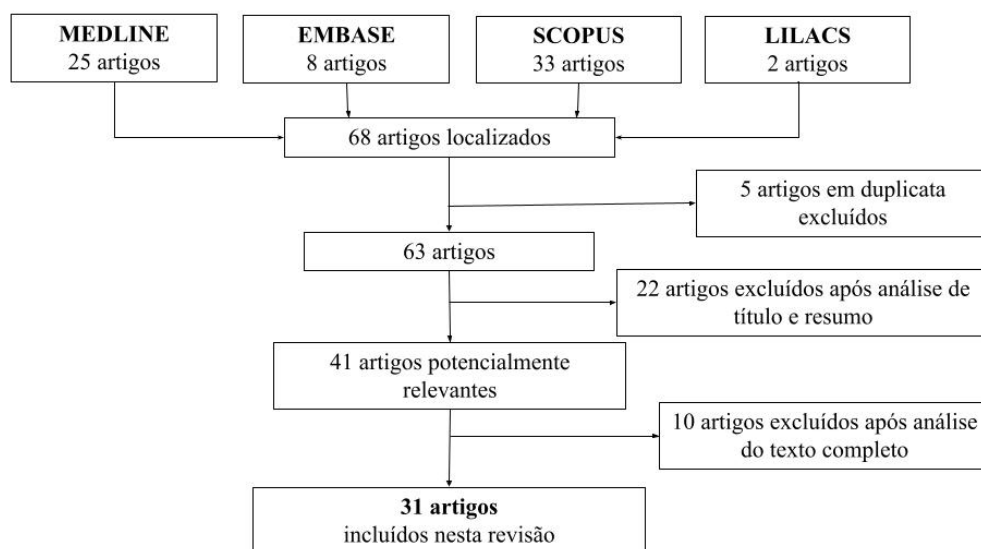 MEDLINE
25 artigos
EMBASE
8 artigos
SCOPUS
33 artigos
LILACS
2 artigos
68 artigos localizados
5 artigos em duplicata
excluídos
63 artigos
22 artigos excluídos após análise de
título e resumo
41 artigos potencialmente
relevantes
10 artigos excluídos após análise
do texto completo
31 artigos
incluídos nesta revisão